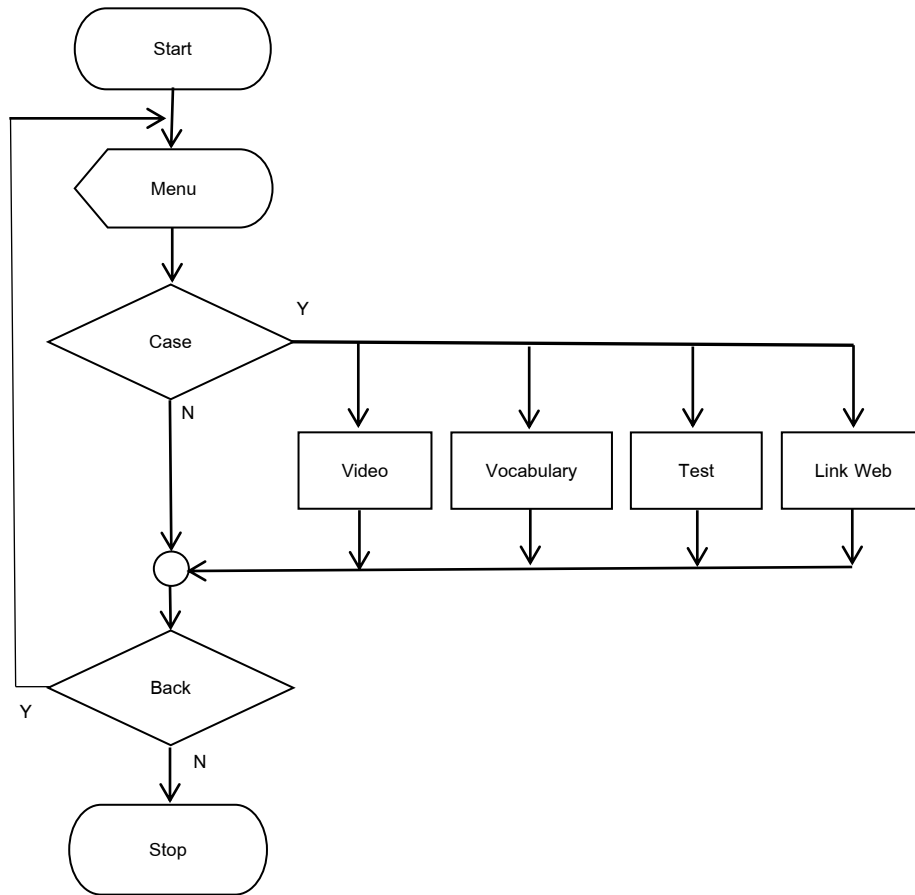 Start
Menu
Y
Case
N
Video
Vocabulary
Test
Link Web
Back
Y
N
Stop